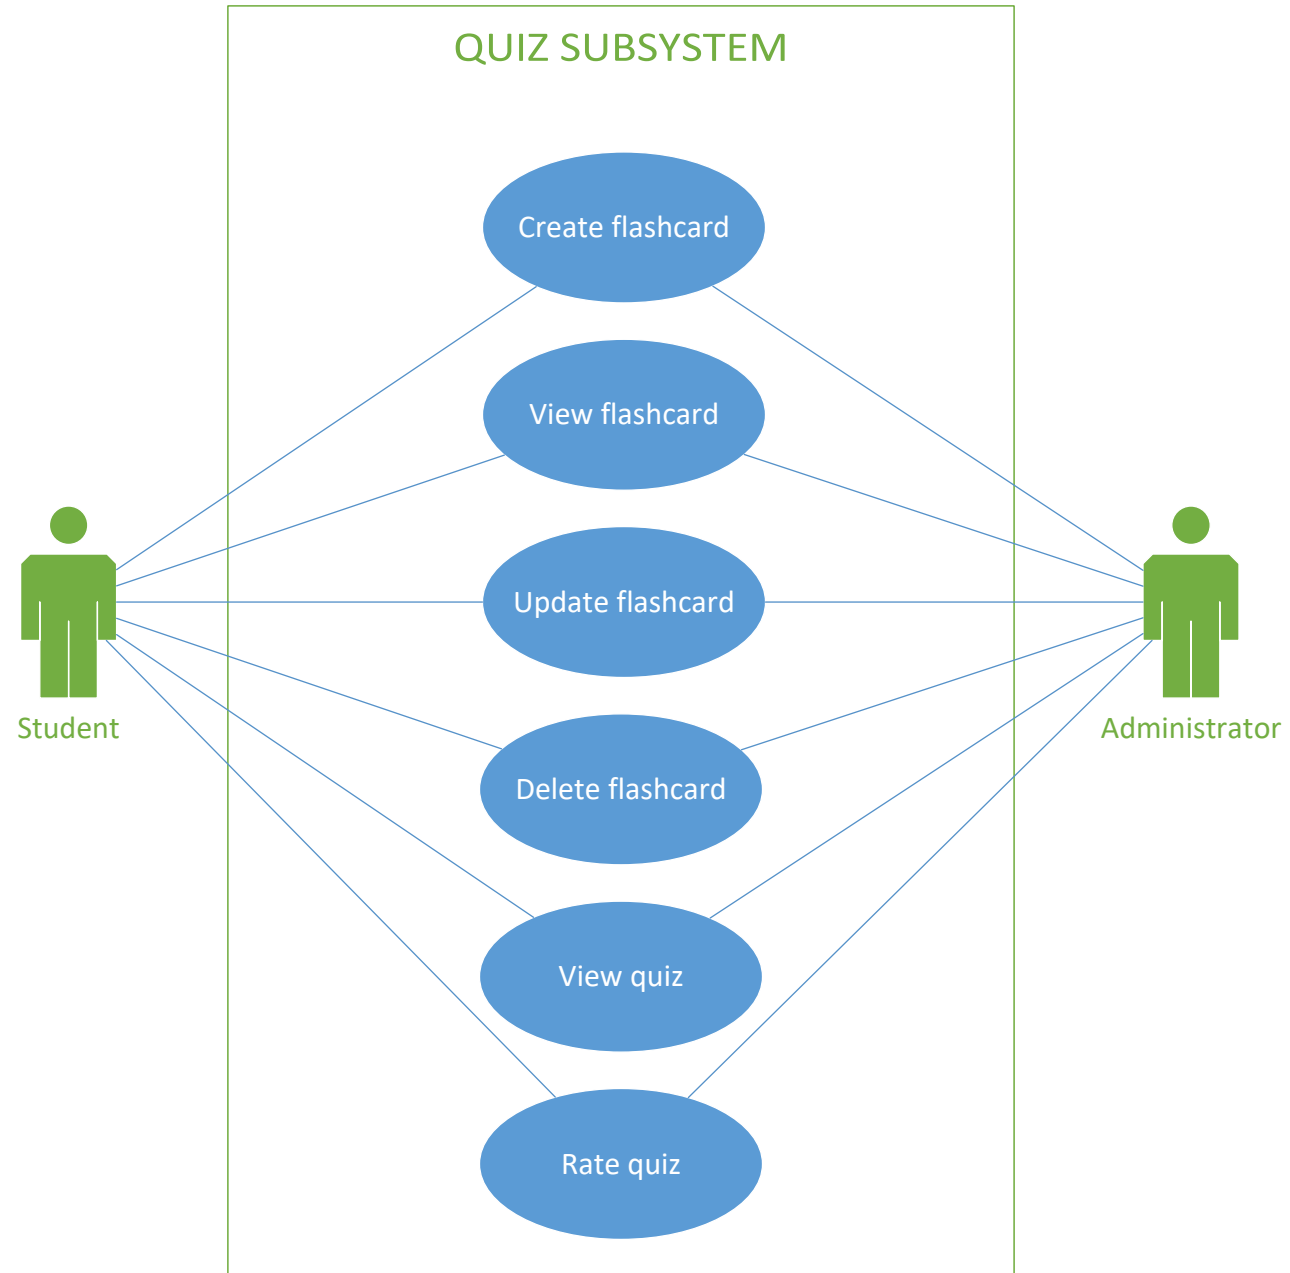 QUIZ SUBSYSTEM
Create flashcard
View flashcard
Update flashcard
Student
Administrator
Delete flashcard
View quiz
Rate quiz